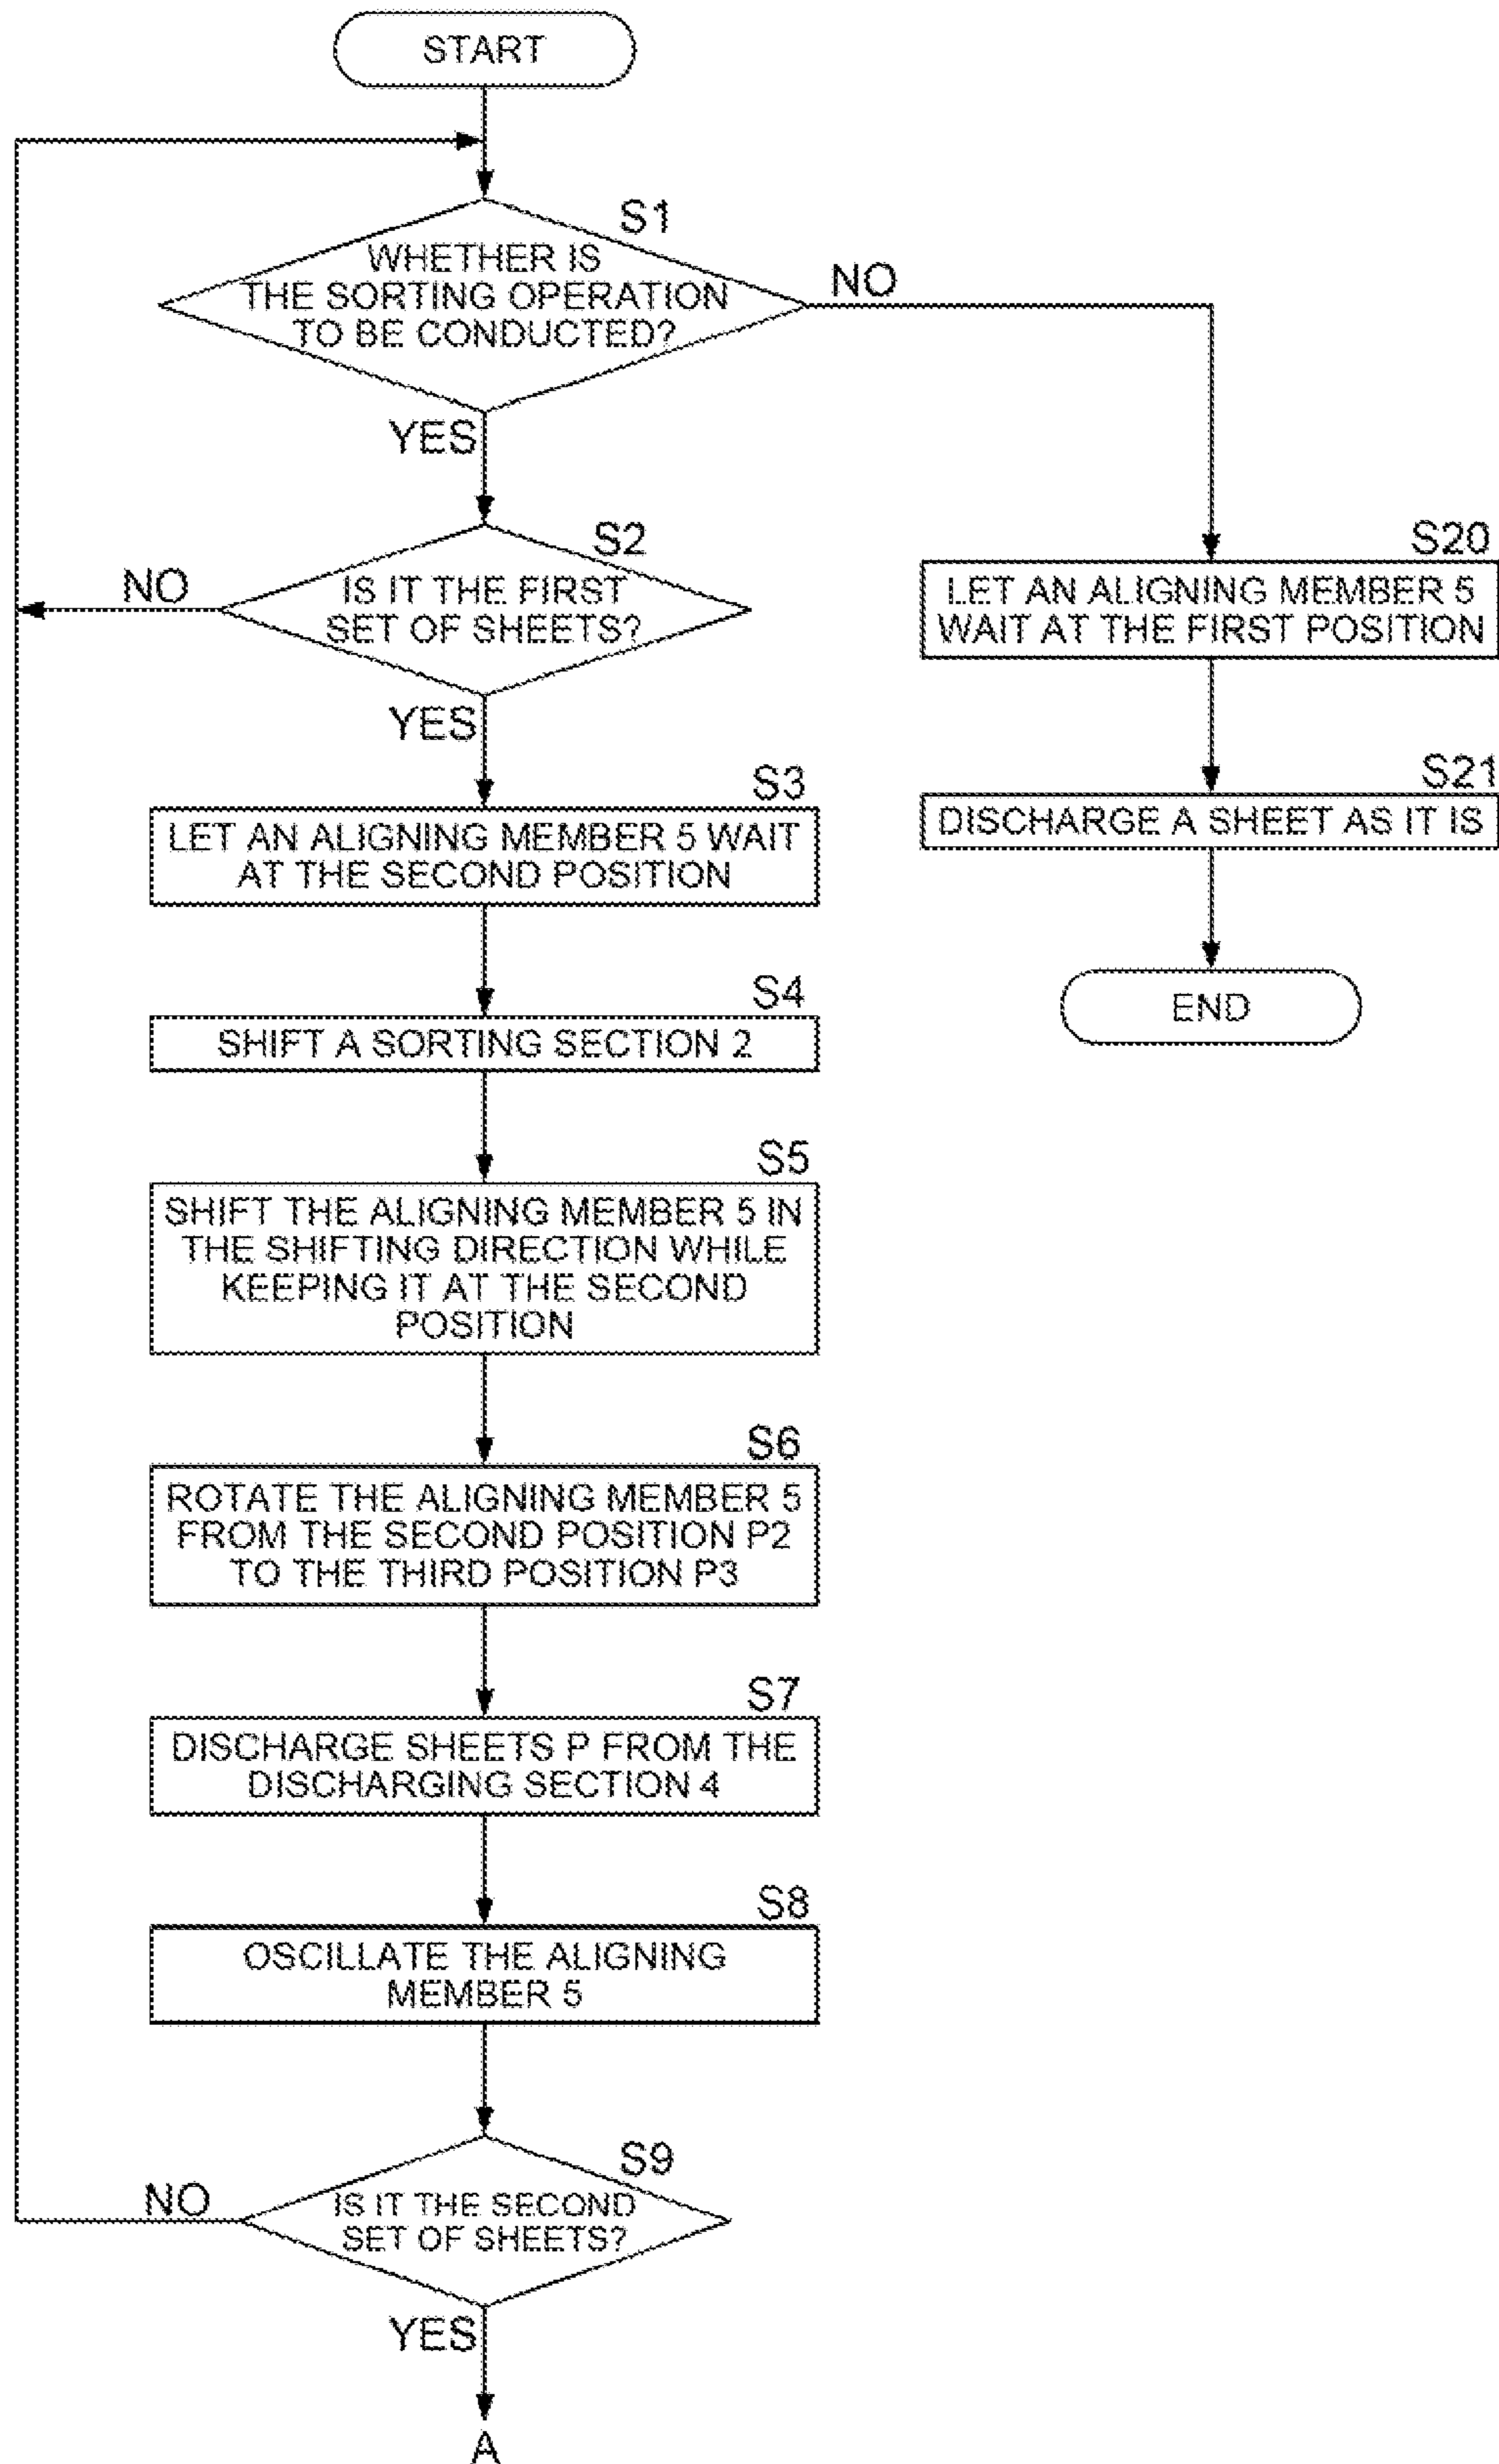 START
S1
WHETHER IS
THE SORTING OPERATION
TO BE CONDUCTED?
NO
YES
S2
IS IT THE FIRST
SET OF SHEETS?
NO
YES
S3
LET AN ALIGNING MEMBER 5 WAIT
AT THE SECOND POSITION
S4
SHIFT A SORTING SECTION 2
S5
SHIFT THE ALIGNING MEMBER 5 IN
THE SHIFTING DIRECTION WHILE
KEEPING IT AT THE SECOND
POSITION
S6
ROTATE THE ALIGNING MEMBER 5
FROM THE SECOND POSITION P2
TO THE THIRD POSITION P3
S7
DISCHARGE SHEETS P FROM THE
DISCHARGING SECTION 4
S8
OSCILLATE THE ALIGNING
MEMBER 5
S9
IS IT THE SECOND
SET OF SHEETS?
NO
YES
A
S20
LET AN ALIGNING MEMBER 5
WAIT AT THE FIRST POSITION
S21
DISCHARGE A SHEET AS IT IS
END